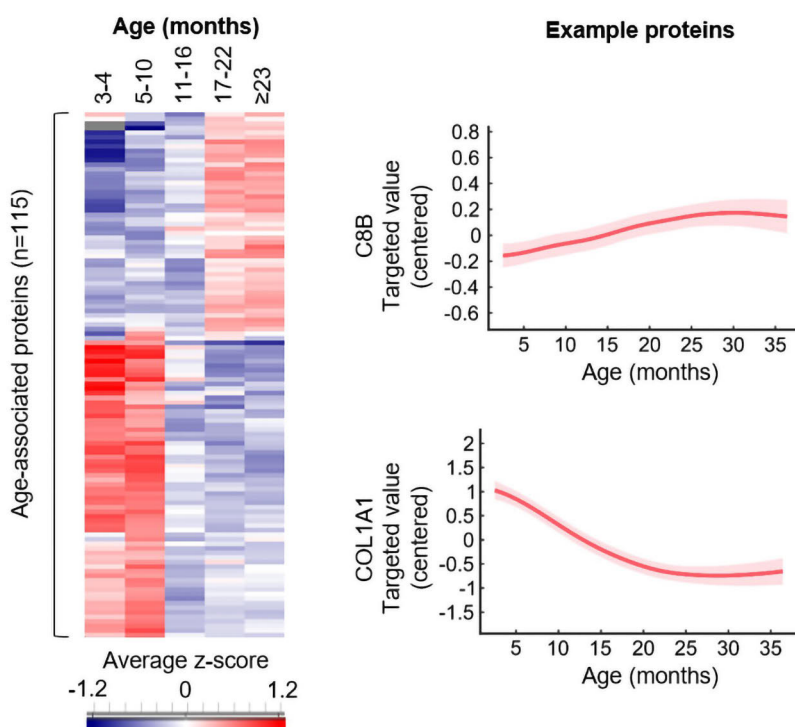 Age (months)
3-4
5-10
11-16
17-22
≥23
Age-associated proteins (n=115)
Average z-score
-1.2 0 1.2
Example proteins
C8B
Targeted value
(centered)
0.8
0.6
0.4
0.2
0
-0.2
-0.4
-0.6
5 10 15 20 25 30 35
Age (months)
COL1A1
Targeted value
(centered)
2
1.5
1
0.5
0
-0.5
-1
-1.5
5 10 15 20 25 30 35
Age (months)